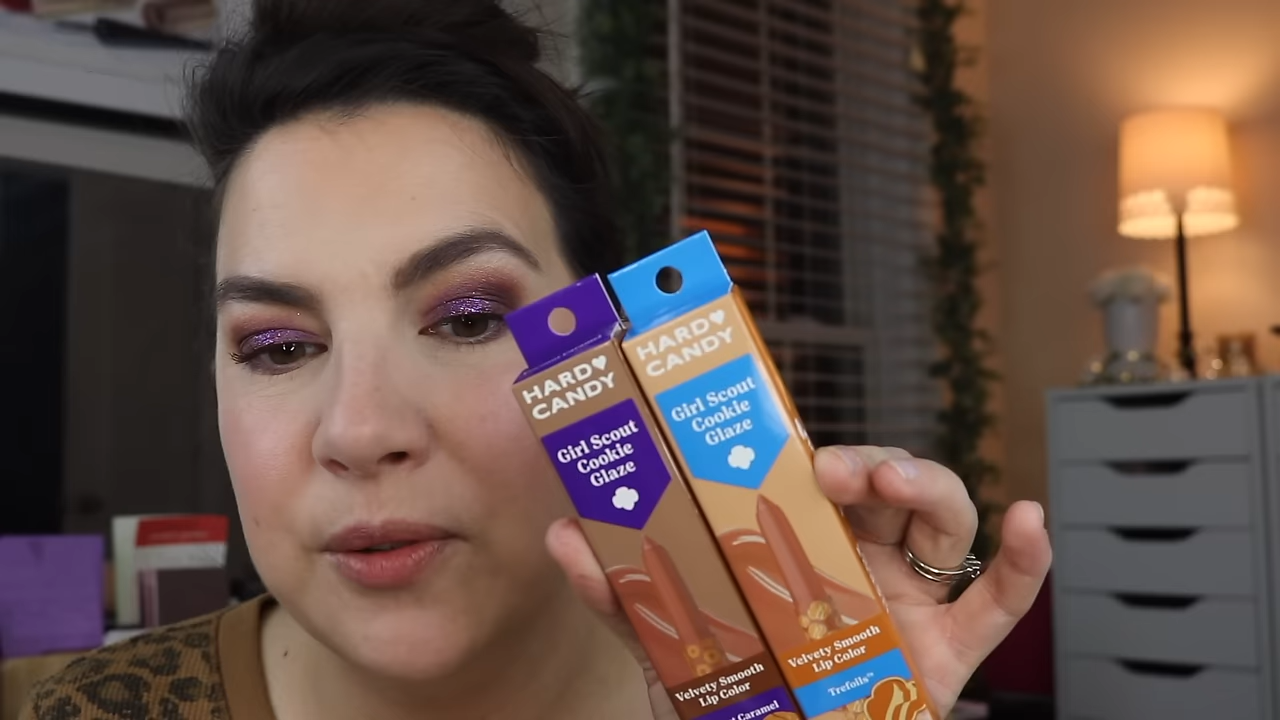 HARD
CANDY
Girl Scout
Cookie
Glaze
Velvety Smooth
Lip Color
Caramel
HARD
CANDY
Girl Scout
Cookie
Glaze
Velvety Smooth
Lip Color
Trefoils™